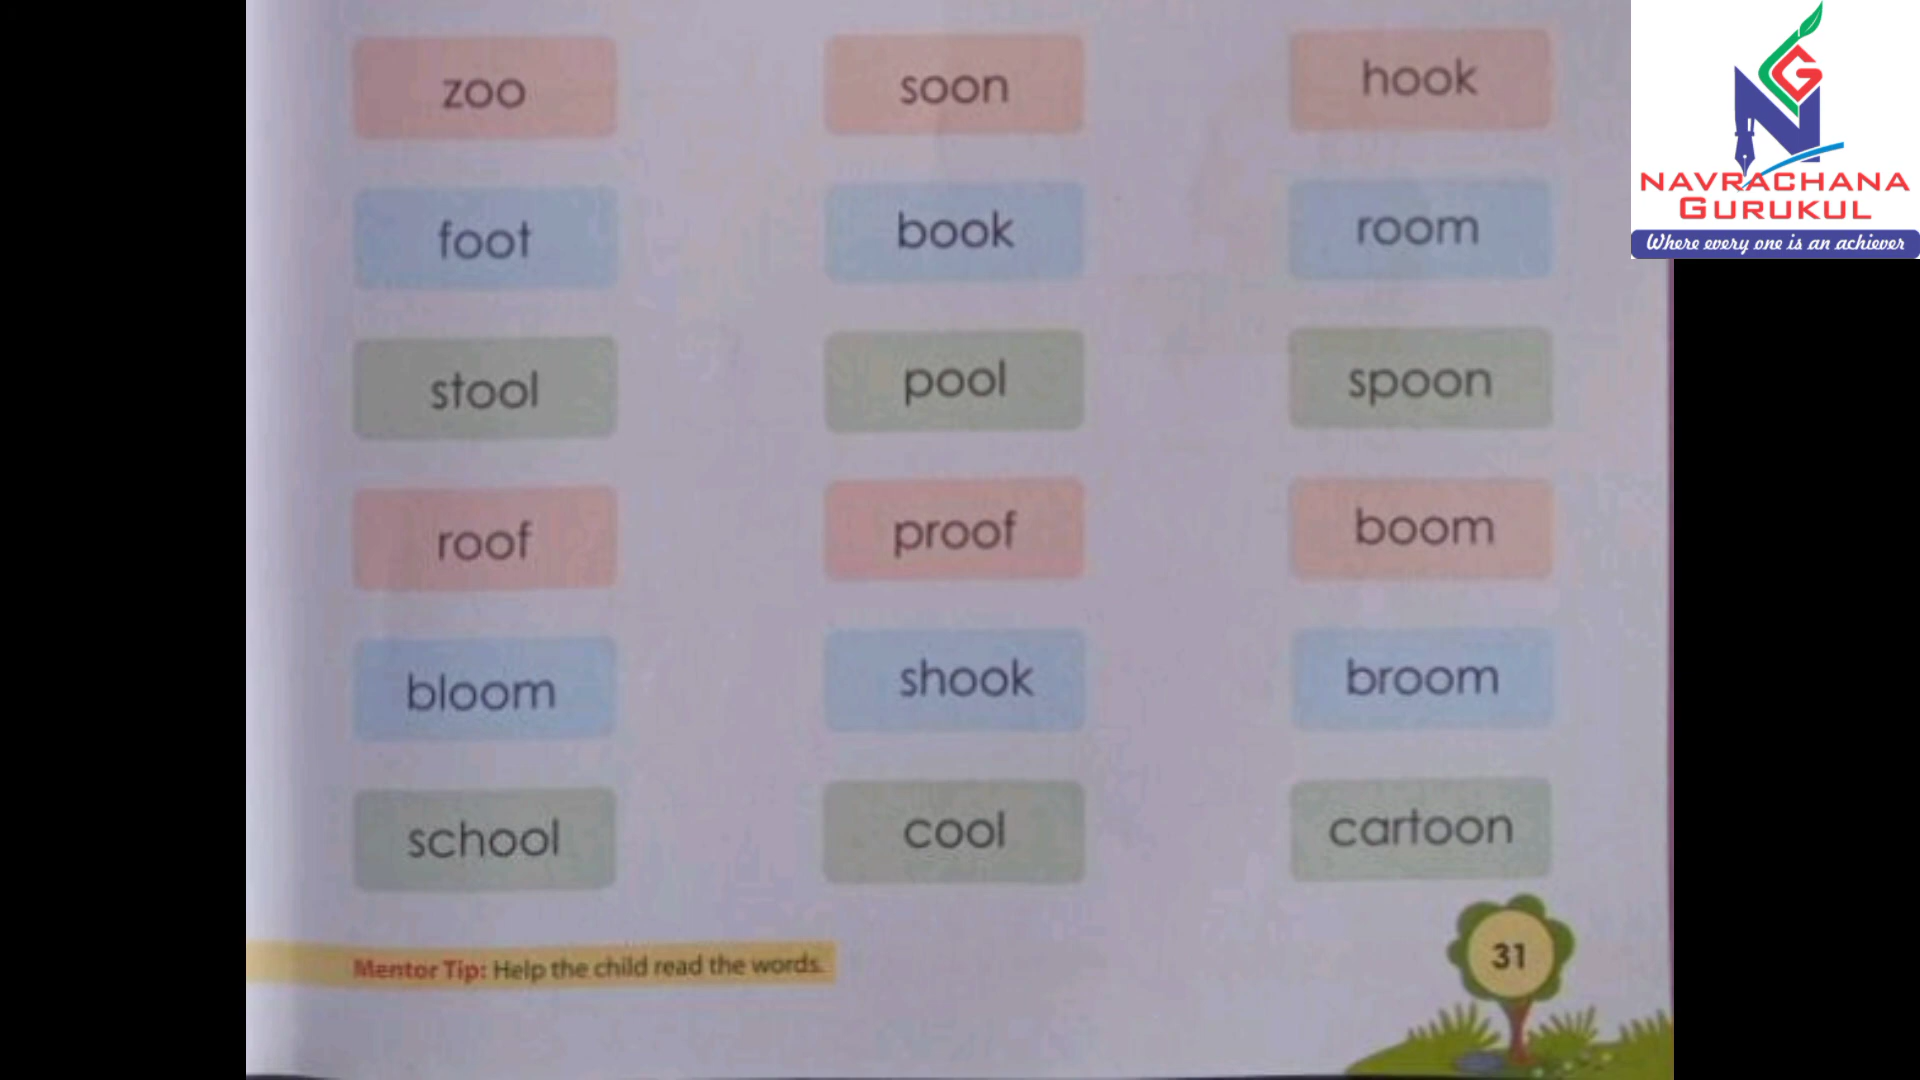 zoo soon hook
foot book room
stool pool spoon
roof proof boom
bloom shook broom
school cool cartoon
Mentor Tip: Help the child read the words.
31
NG
NAVRACHANA
GURUKUL
Where every one is an achiever